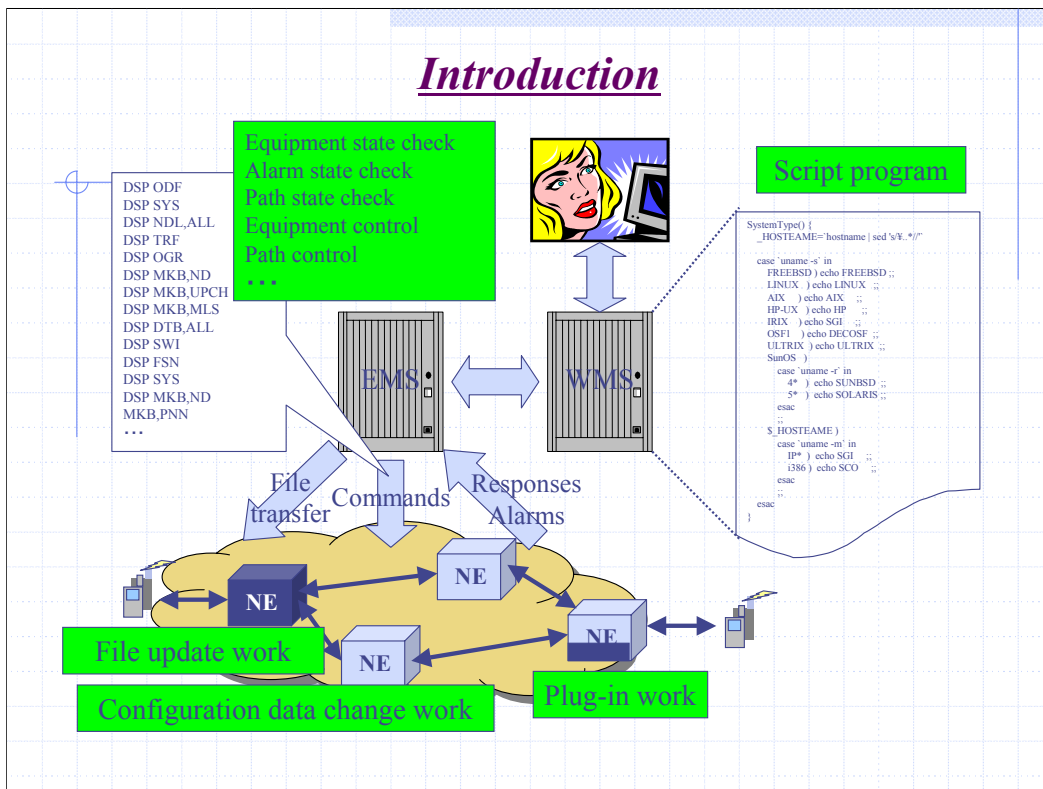 Introduction
Equipment state check
Alarm state check
Path state check
Equipment control
Path control
...
DSP ODF
DSP SYS
DSP NDL,ALL
DSP TRF
DSP OGR
DSP MKB,ND
DSP MKB,UPCH
DSP MKB,MLS
DSP DTB,ALL
DSP SWI
DSP FSN
DSP SYS
DSP MKB,ND
MKB,PNN
...
Script program
SystemType() {
_HOSTEAME=`hostname | sed 's/¥..*//'`
case `uname -s` in
FREEBSD ) echo FREEBSD ;;
LINUX ) echo LINUX ;;
AIX ) echo AIX ;;
HP-UX ) echo HP ;;
IRIX ) echo SGI ;;
OSF1 ) echo DECOSF ;;
ULTRIX ) echo ULTRIX ;;
SunOS )
case `uname -r` in
4* ) echo SUNBSD ;;
5* ) echo SOLARIS ;;
esac
;;
$_HOSTEAME )
case `uname -m` in
IP* ) echo SGI ;;
i386 ) echo SCO ;;
esac
;;
esac
}
EMS
WMS
File
transfer
Commands
Responses
Alarms
NE
NE
NE
NE
File update work
Configuration data change work
Plug-in work